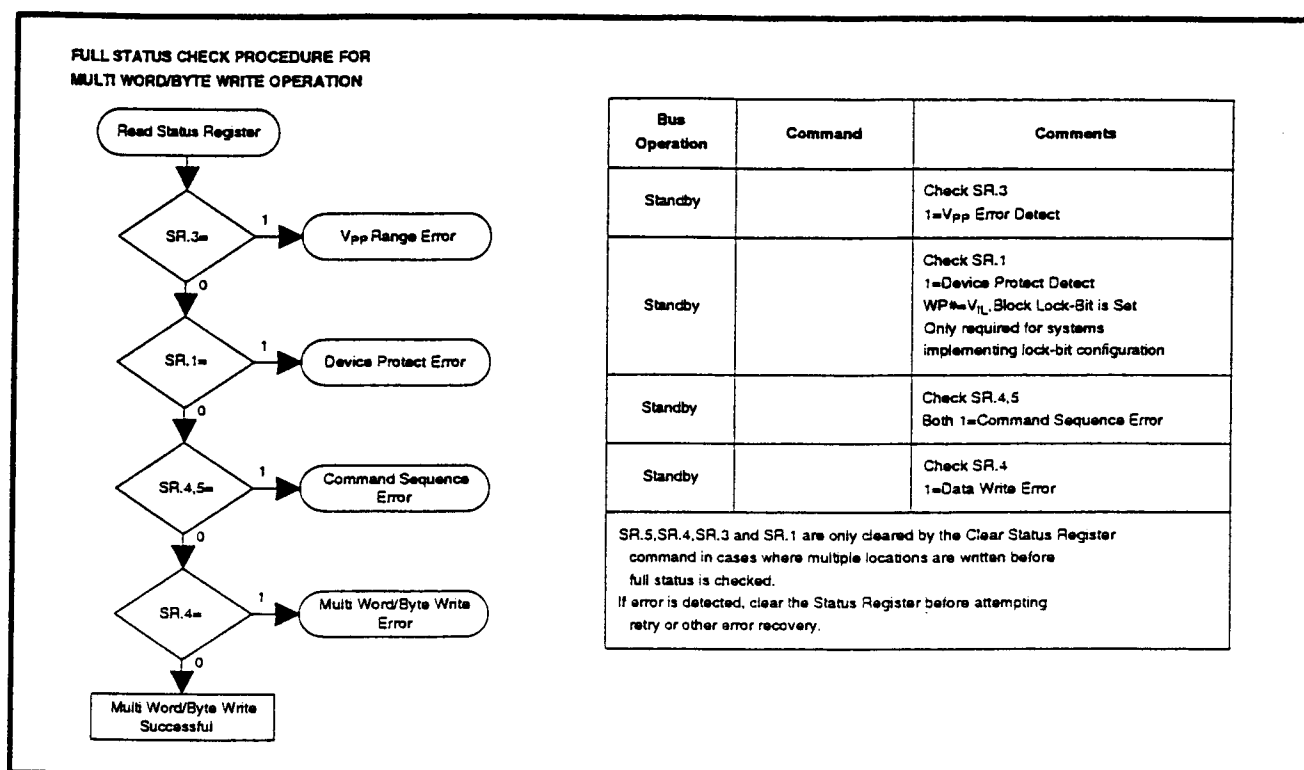 FULL STATUS CHECK PROCEDURE FOR
MULTI WORD/BYTE WRITE OPERATION
Read Status Register
SR.3=
1
VPP Range Error
0
SR.1=
1
Device Protect Error
0
SR.4,5=
1
Command Sequence
Error
0
SR.4=
1
Multi Word/Byte Write
Error
0
Multi Word/Byte Write
Successful
Bus
Operation
Command
Comments
Standby
Check SR.3
1=VPP Error Detect
Standby
Check SR.1
1=Device Protect Detect
WP#=VIL,Block Lock-Bit is Set
Only required for systems
implementing lock-bit configuration
Standby
Check SR.4,5
Both 1=Command Sequence Error
Standby
Check SR.4
1=Data Write Error
SR.5,SR.4,SR.3 and SR.1 are only cleared by the Clear Status Register
command in cases where multiple locations are written before
full status is checked.
If error is detected, clear the Status Register before attempting
retry or other error recovery.